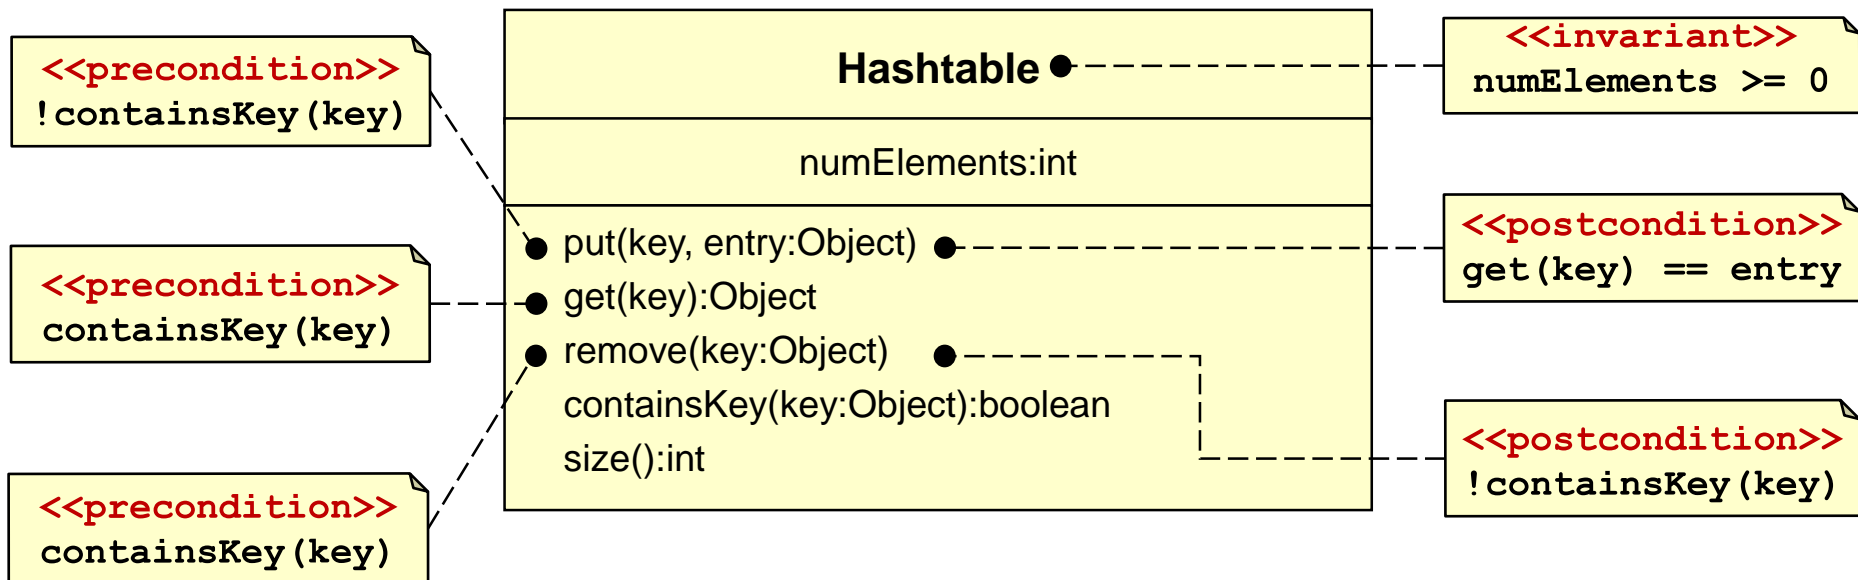 <<precondition>>
!containsKey(key)
<<precondition>>
containsKey(key)
<<precondition>>
containsKey(key)
Hashtable
numElements:int
put(key, entry:Object)
get(key):Object
remove(key:Object)
containsKey(key:Object):boolean
size():int
<<invariant>>
numElements >= 0
<<postcondition>>
get(key) == entry
<<postcondition>>
!containsKey(key)